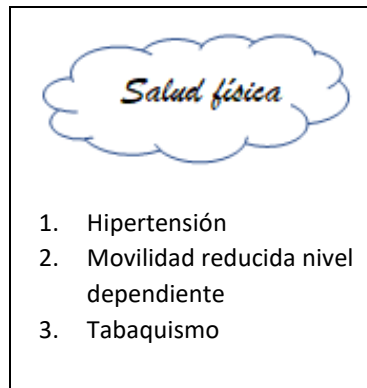 Salud física
1. Hipertensión
2. Movilidad reducida nivel
dependiente
3. Tabaquismo